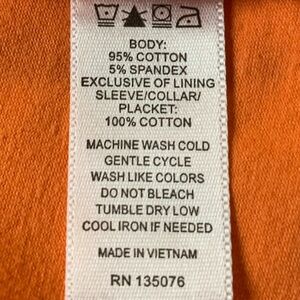 BODY:
95% COTTON
5% SPANDEX
EXCLUSIVE OF LINING
SLEEVE/COLLAR/
PLACKET:
100% COTTON
MACHINE WASH COLD
GENTLE CYCLE
WASH LIKE COLORS
DO NOT BLEACH
TUMBLE DRY LOW
COOL IRON IF NEEDED
MADE IN VIETNAM
RN 135076